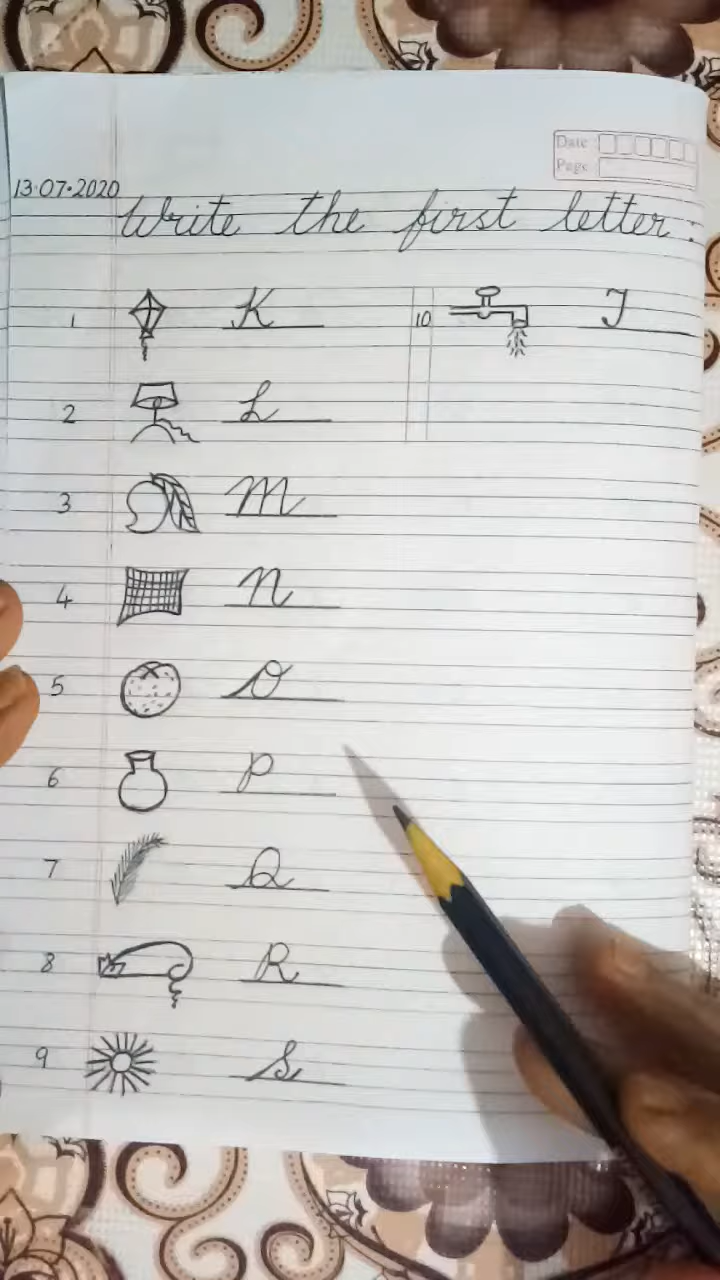 Date
Page
13·07·2020
Write the first letter:
1 K
2 L
3 M
4 N
5 O
6 P
7 Q
8 R
9 S
10 T